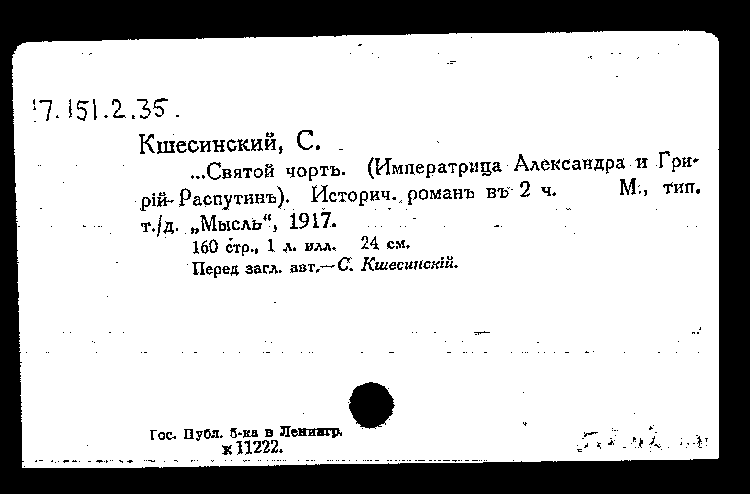 17.151.2.35.
Кшесинский, С.
...Святой чортъ. (Императрица Александра и Гри-
рій Распутинъ). Историч. романъ въ 2 ч. М., тип.
т./д. „Мысль“, 1917.
160 стр., 1 л. илл. 24 см.
Перед загл. авт.—С. Кшесинскій.
Гос. Публ. б-ка в Ленингр.
к 11222.